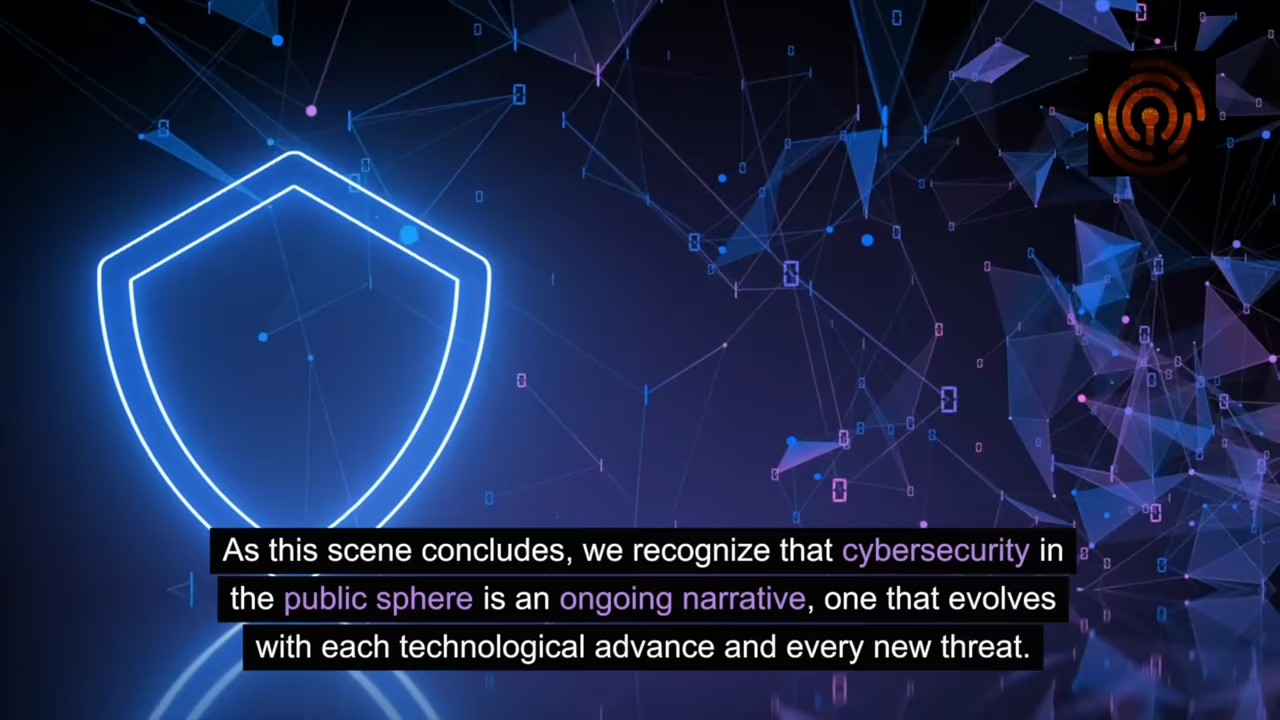 As this scene concludes, we recognize that cybersecurity in
the public sphere is an ongoing narrative, one that evolves
with each technological advance and every new threat.